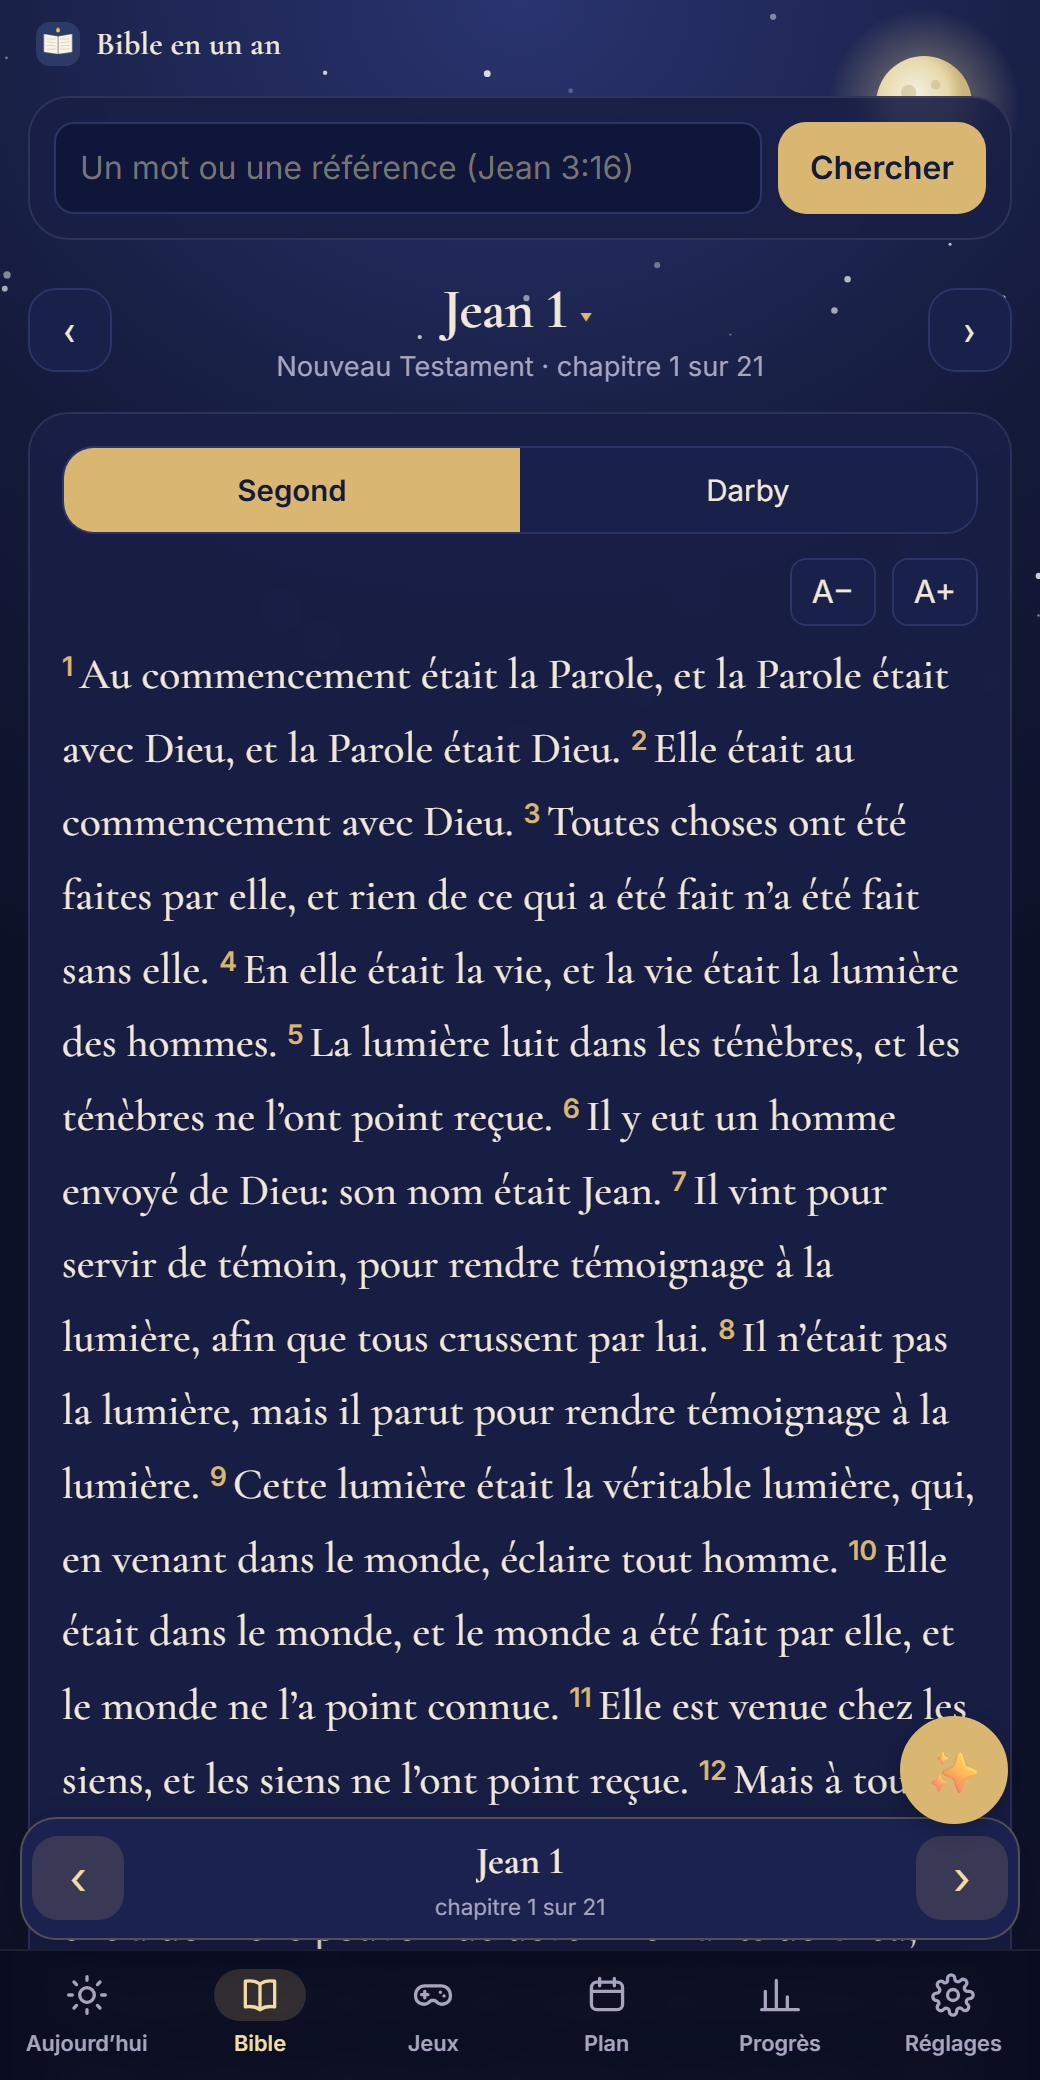 Bible en un an
Un mot ou une référence (Jean 3:16)
Chercher
‹
Jean 1
›
Nouveau Testament · chapitre 1 sur 21
Segond
Darby
A−
A+
1 Au commencement était la Parole, et la Parole était
avec Dieu, et la Parole était Dieu. 2 Elle était au
commencement avec Dieu. 3 Toutes choses ont été
faites par elle, et rien de ce qui a été fait n’a été fait
sans elle. 4 En elle était la vie, et la vie était la lumière
des hommes. 5 La lumière luit dans les ténèbres, et les
ténèbres ne l’ont point reçue. 6 Il y eut un homme
envoyé de Dieu: son nom était Jean. 7 Il vint pour
servir de témoin, pour rendre témoignage à la
lumière, afin que tous crussent par lui. 8 Il n’était pas
la lumière, mais il parut pour rendre témoignage à la
lumière. 9 Cette lumière était la véritable lumière, qui,
en venant dans le monde, éclaire tout homme. 10 Elle
était dans le monde, et le monde a été fait par elle, et
le monde ne l’a point connue. 11 Elle est venue chez les
siens, et les siens ne l’ont point reçue. 12 Mais à tou
‹
Jean 1
›
chapitre 1 sur 21
Aujourd’hui
Bible
Jeux
Plan
Progrès
Réglages